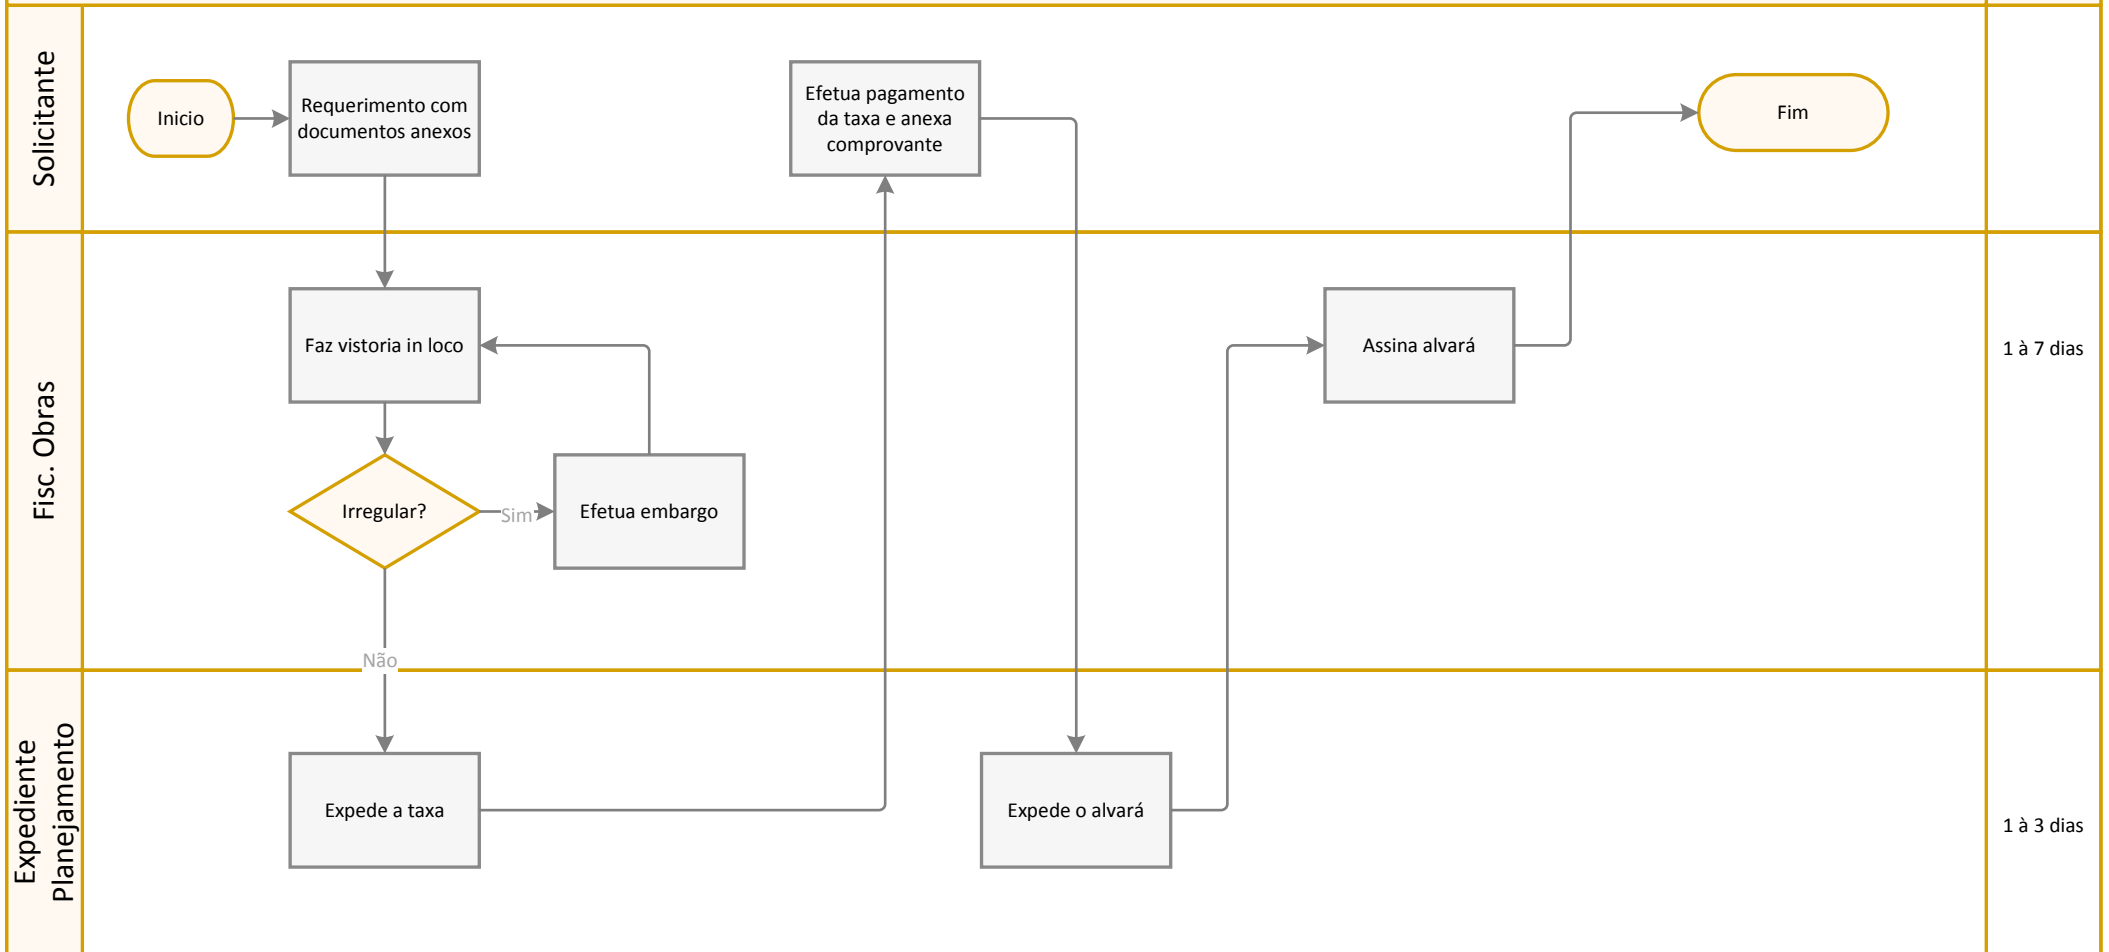 Solicitante
Inicio
Requerimento com
documentos anexos
Efetua pagamento
da taxa e anexa
comprovante
Fim
Fisc. Obras
Faz vistoria in loco
Assina alvará
1 à 7 dias
Irregular?
Sim
Efetua embargo
Não
Expediente
Planejamento
Expede a taxa
Expede o alvará
1 à 3 dias